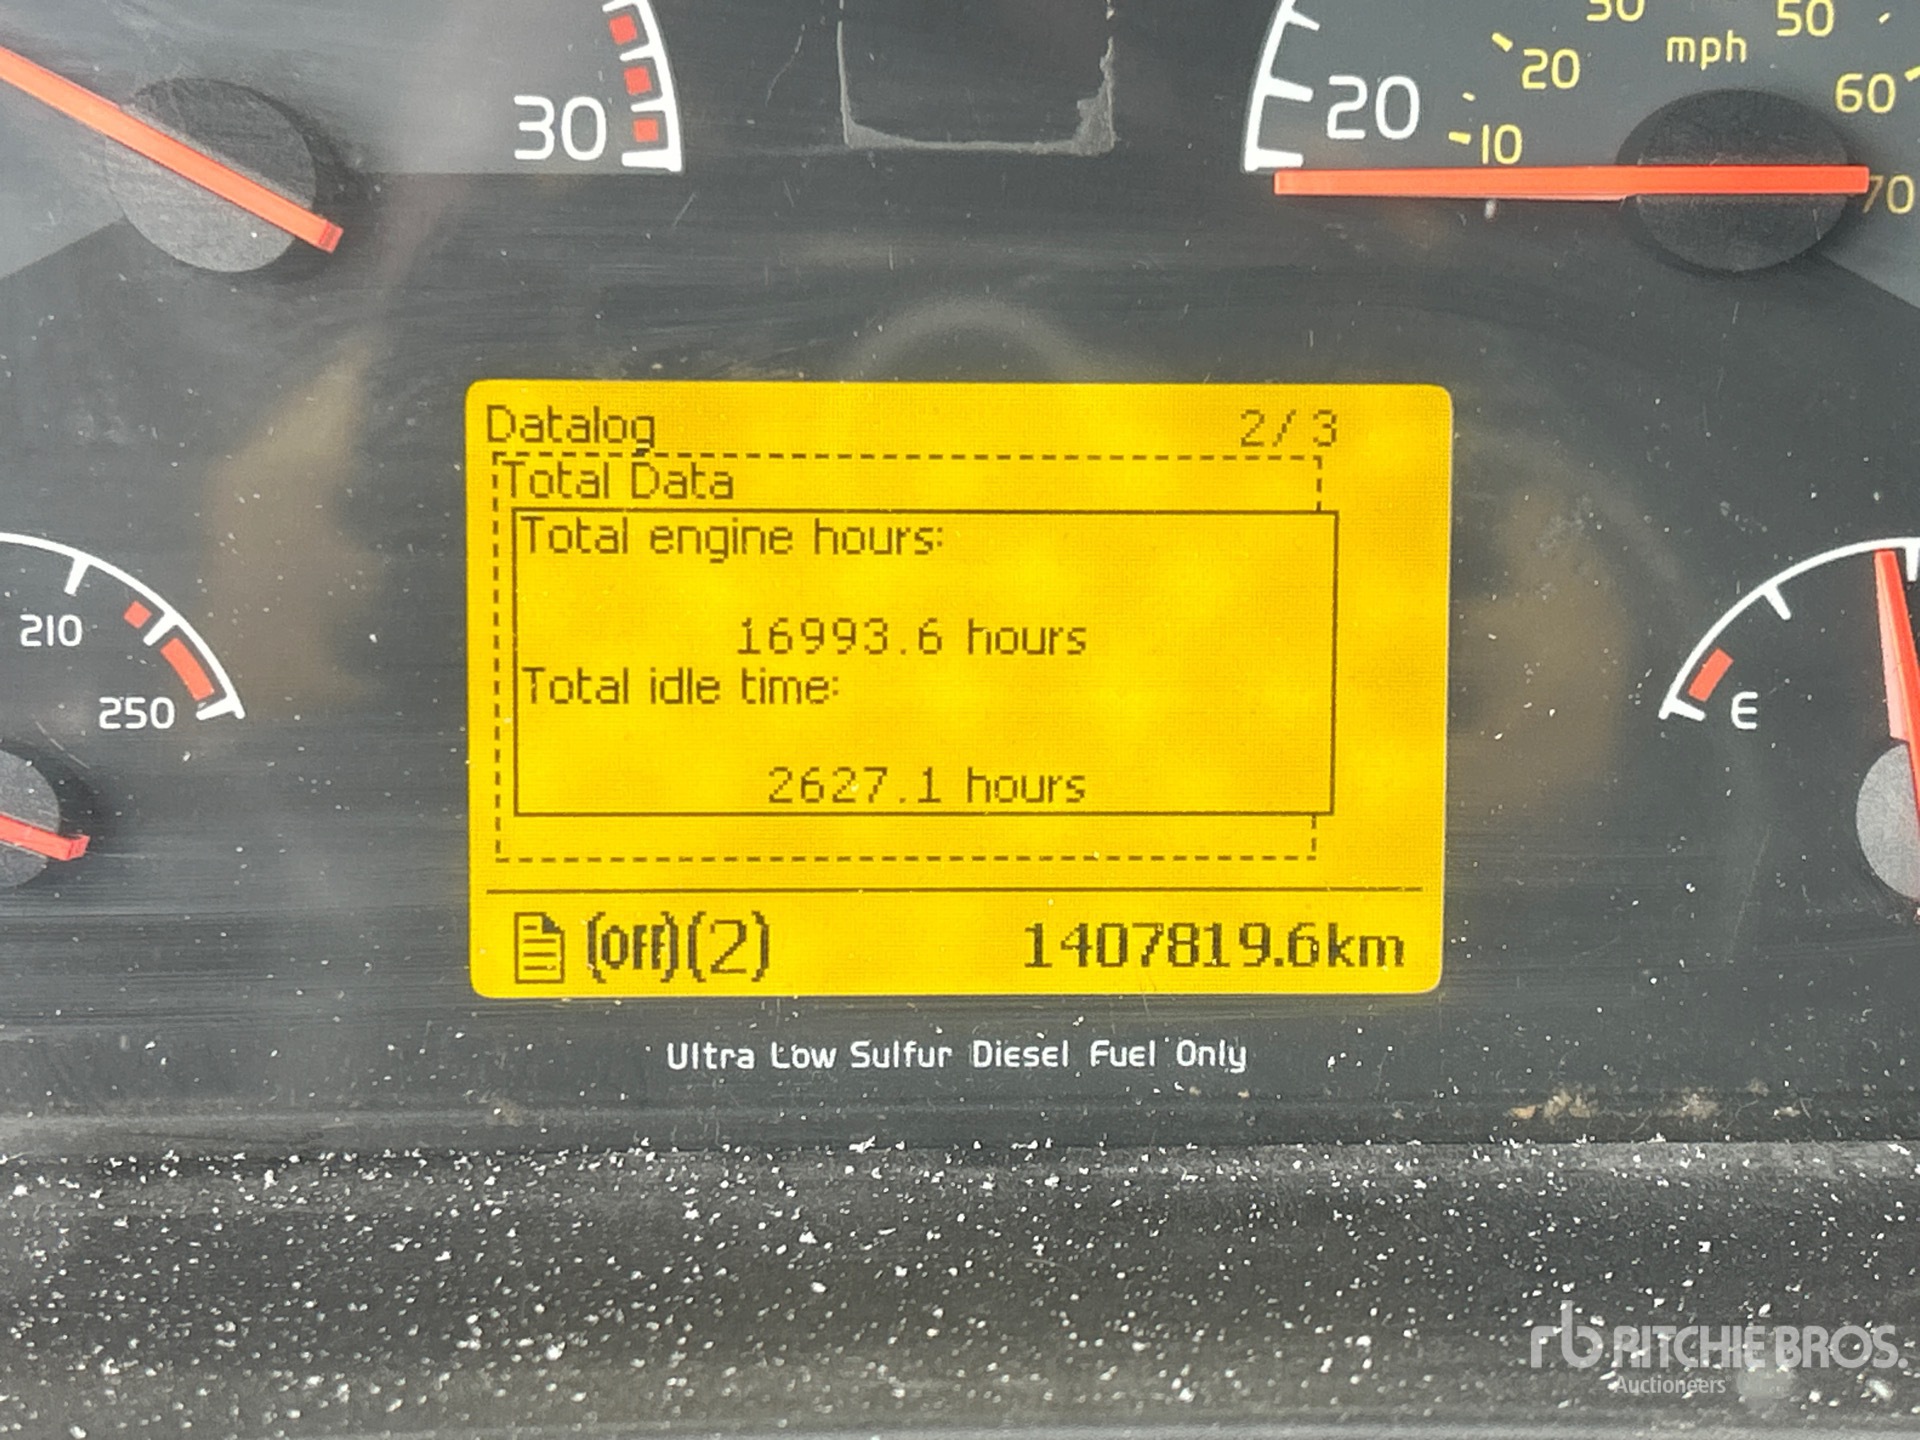 30
20
10
20
30
mph
50
60
70
Datalog 2/3
Total Data
Total engine hours:
16993.6 hours
Total idle time:
2627.1 hours
(OFF)(2) 1407819.6km
210
250
E
Ultra Low Sulfur Diesel Fuel Only
rb RITCHIE BROS.
Auctioneers